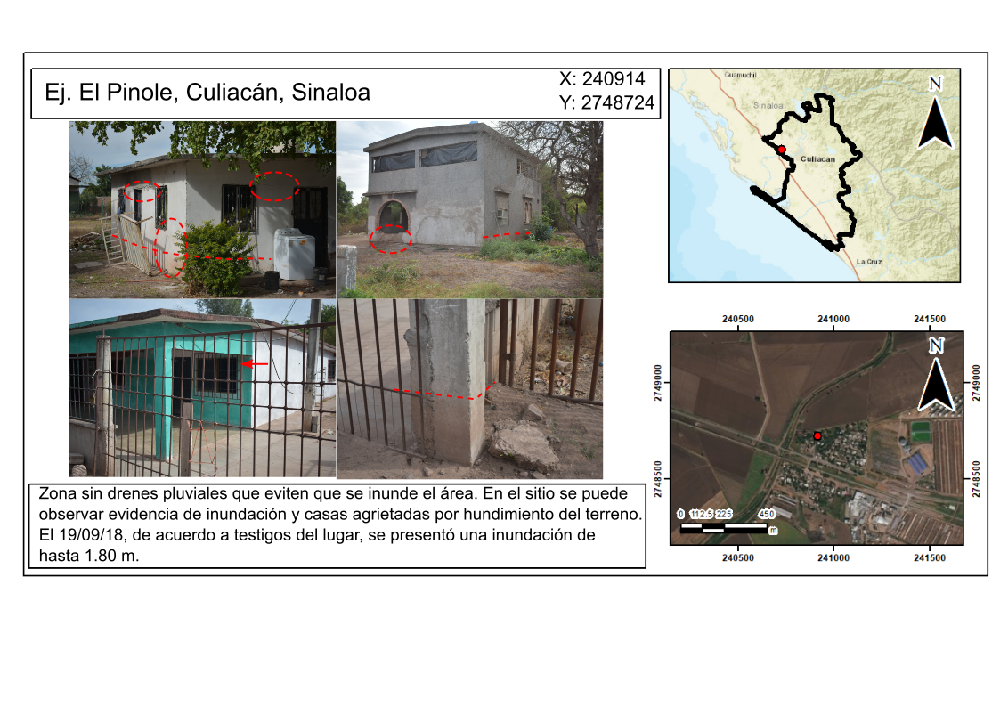 Ej. El Pinole, Culiacán, Sinaloa
X: 240914
Y: 2748724
Guamuchil
Sinaloa
Culiacan
La Cruz
N
240500 241000 241500
N
2749000
2749000
2748500
2748500
0 112.5 225 450
m
240500 241000 241500
Zona sin drenes pluviales que eviten que se inunde el área. En el sitio se puede
observar evidencia de inundación y casas agrietadas por hundimiento del terreno.
El 19/09/18, de acuerdo a testigos del lugar, se presentó una inundación de
hasta 1.80 m.